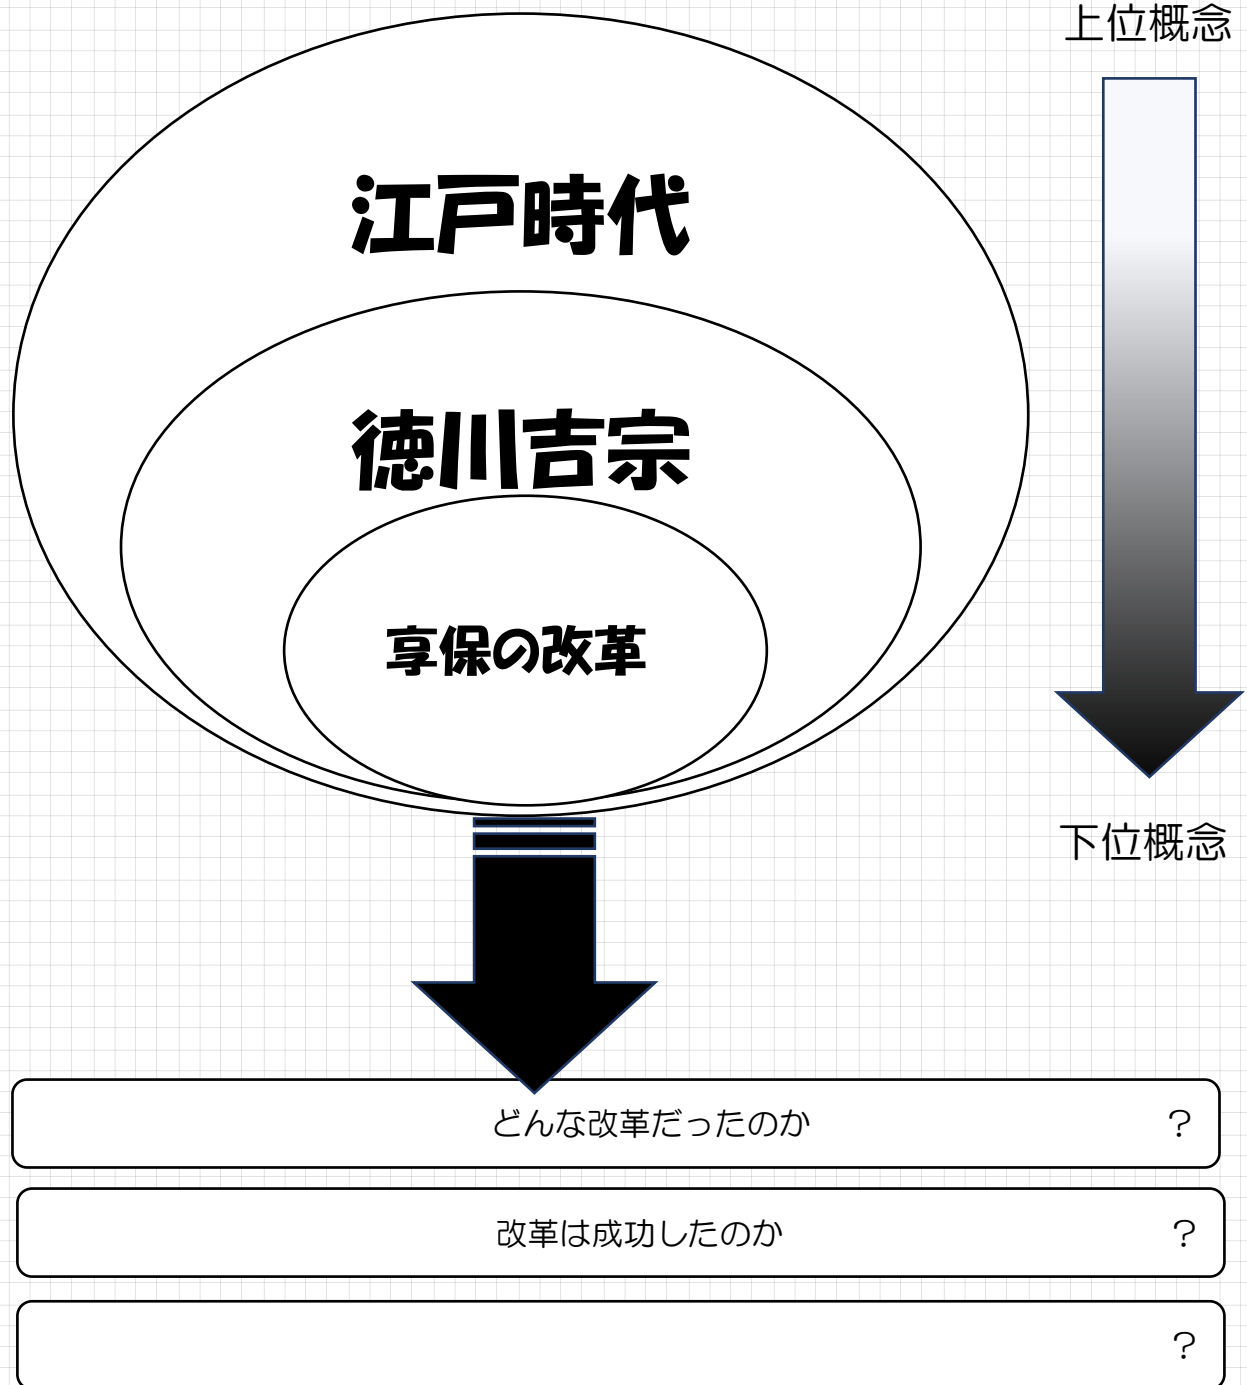 上位概念
江戸時代
徳川吉宗
享保の改革
下位概念
どんな改革だったのか ?
改革は成功したのか ?
?